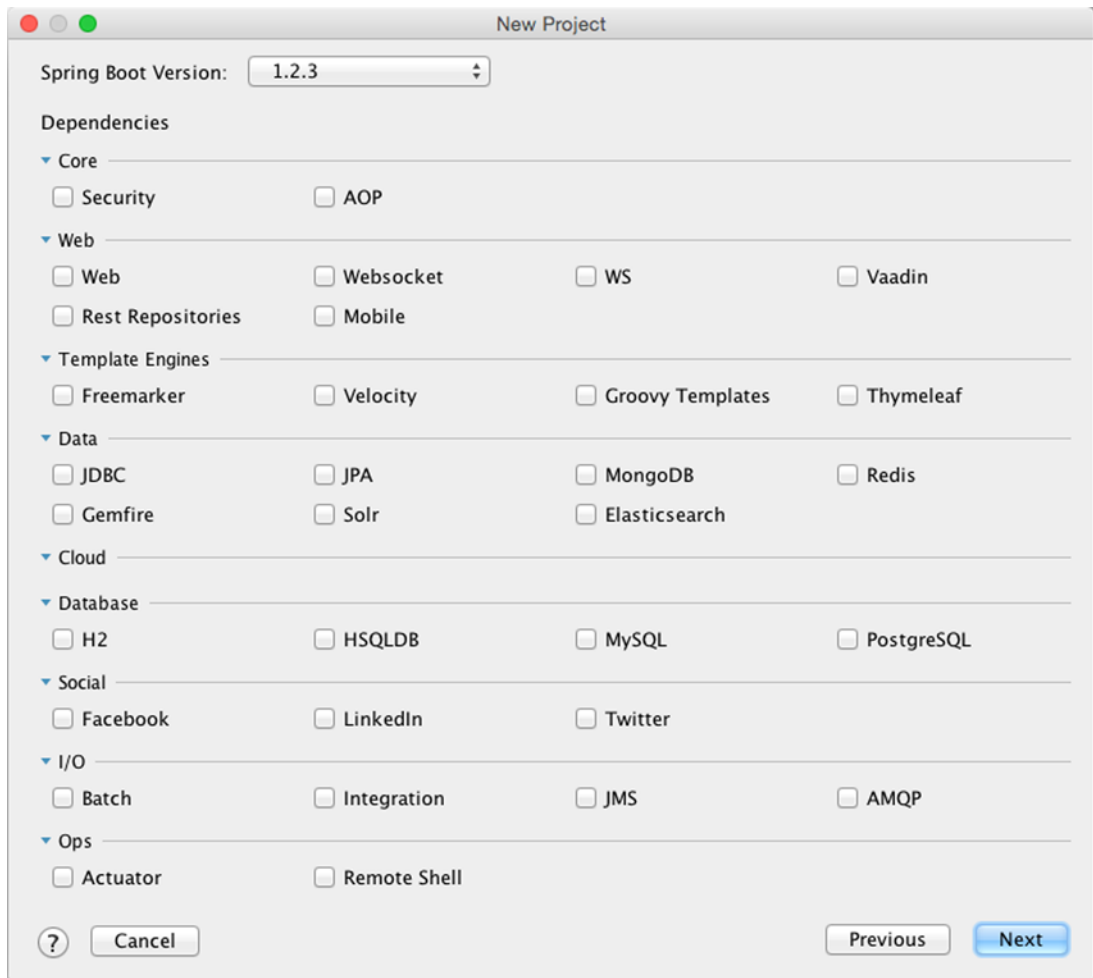 New Project
Spring Boot Version: 1.2.3
Dependencies
Core
Security AOP
Web
Web Websocket WS Vaadin
Rest Repositories Mobile
Template Engines
Freemarker Velocity Groovy Templates Thymeleaf
Data
JDBC JPA MongoDB Redis
Gemfire Solr Elasticsearch
Cloud
Database
H2 HSQLDB MySQL PostgreSQL
Social
Facebook LinkedIn Twitter
I/O
Batch Integration JMS AMQP
Ops
Actuator Remote Shell
? Cancel Previous Next